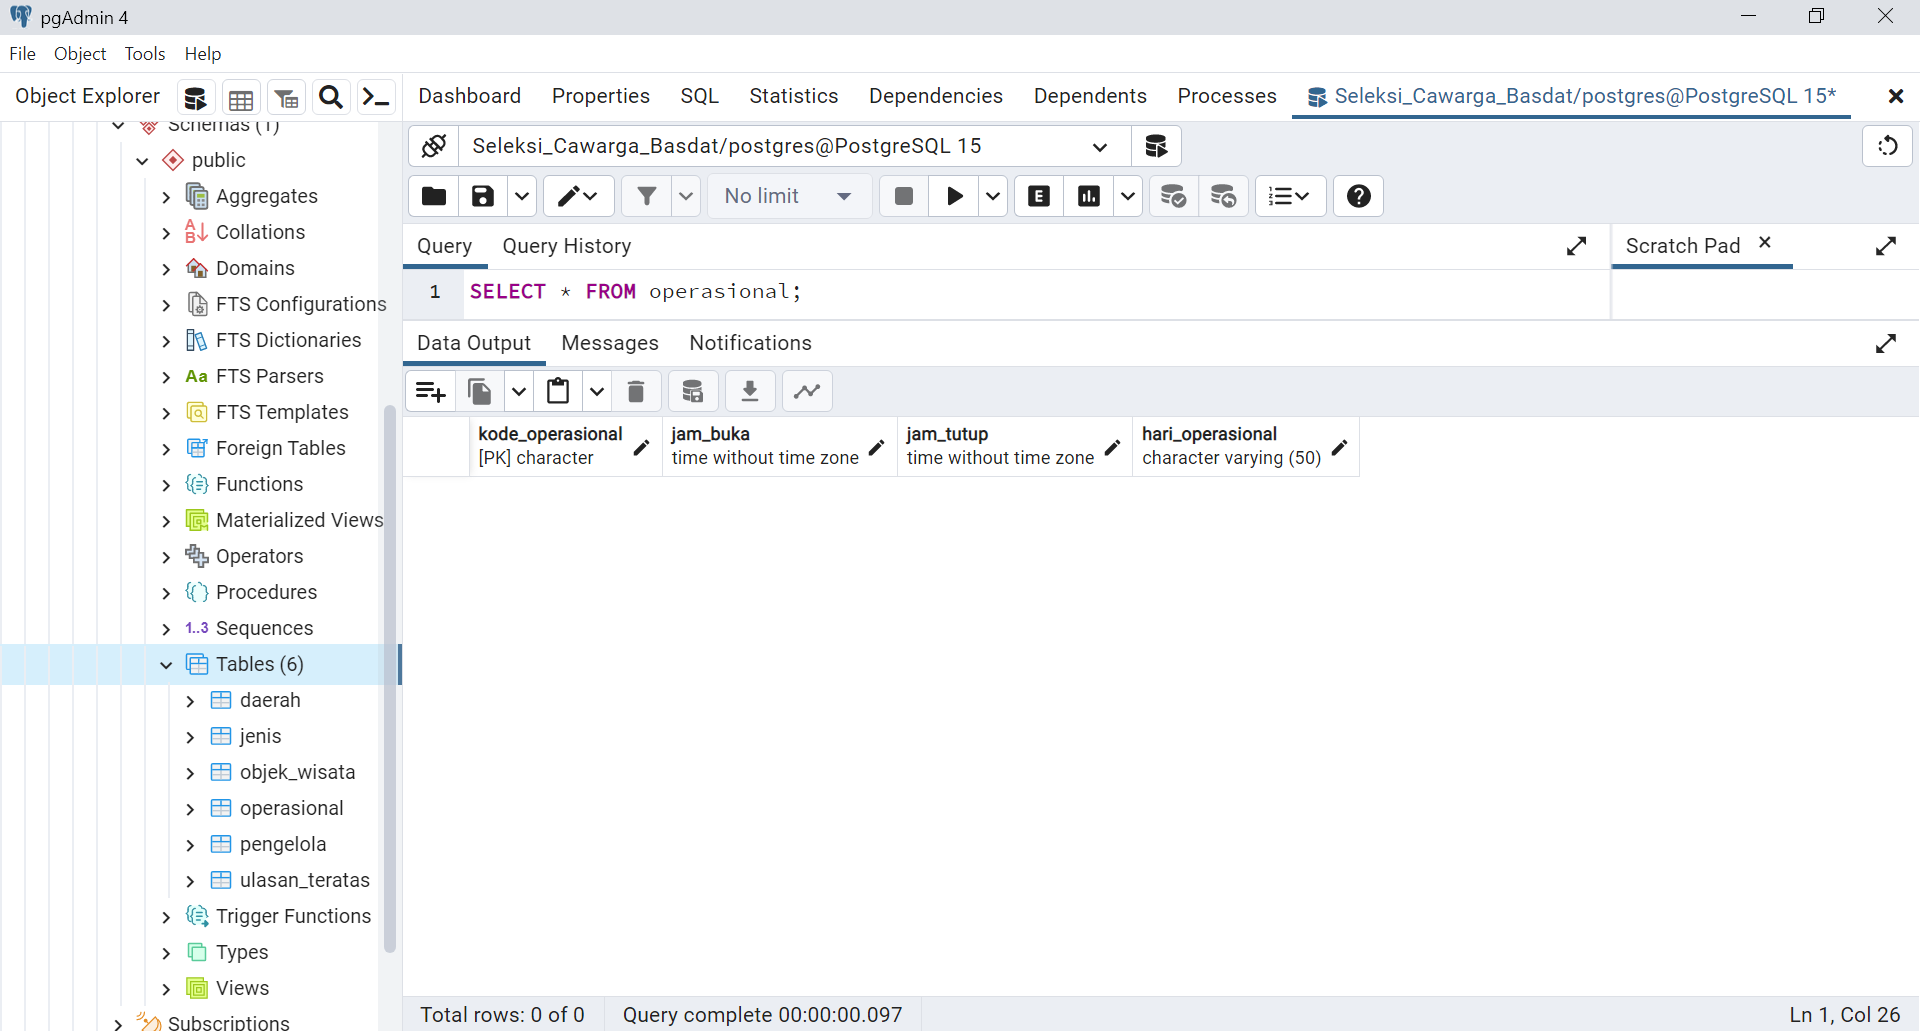 pgAdmin 4
File Object Tools Help
Object Explorer
Dashboard Properties SQL Statistics Dependencies Dependents Processes Seleksi_Cawarga_Basdat/postgres@PostgreSQL 15*
Schemas (1)
public
Aggregates
Collations
Domains
FTS Configurations
FTS Dictionaries
Aa FTS Parsers
FTS Templates
Foreign Tables
Functions
Materialized Views
Operators
Procedures
1..3 Sequences
Tables (6)
daerah
jenis
objek_wisata
operasional
pengelola
ulasan_teratas
Trigger Functions
Types
Views
Subscriptions
Seleksi_Cawarga_Basdat/postgres@PostgreSQL 15
No limit
E
Query Query History
Scratch Pad
1 SELECT * FROM operasional;
Data Output Messages Notifications
kode_operasional
[PK] character
jam_buka
time without time zone
jam_tutup
time without time zone
hari_operasional
character varying (50)
Total rows: 0 of 0
Query complete 00:00:00.097
Ln 1, Col 26